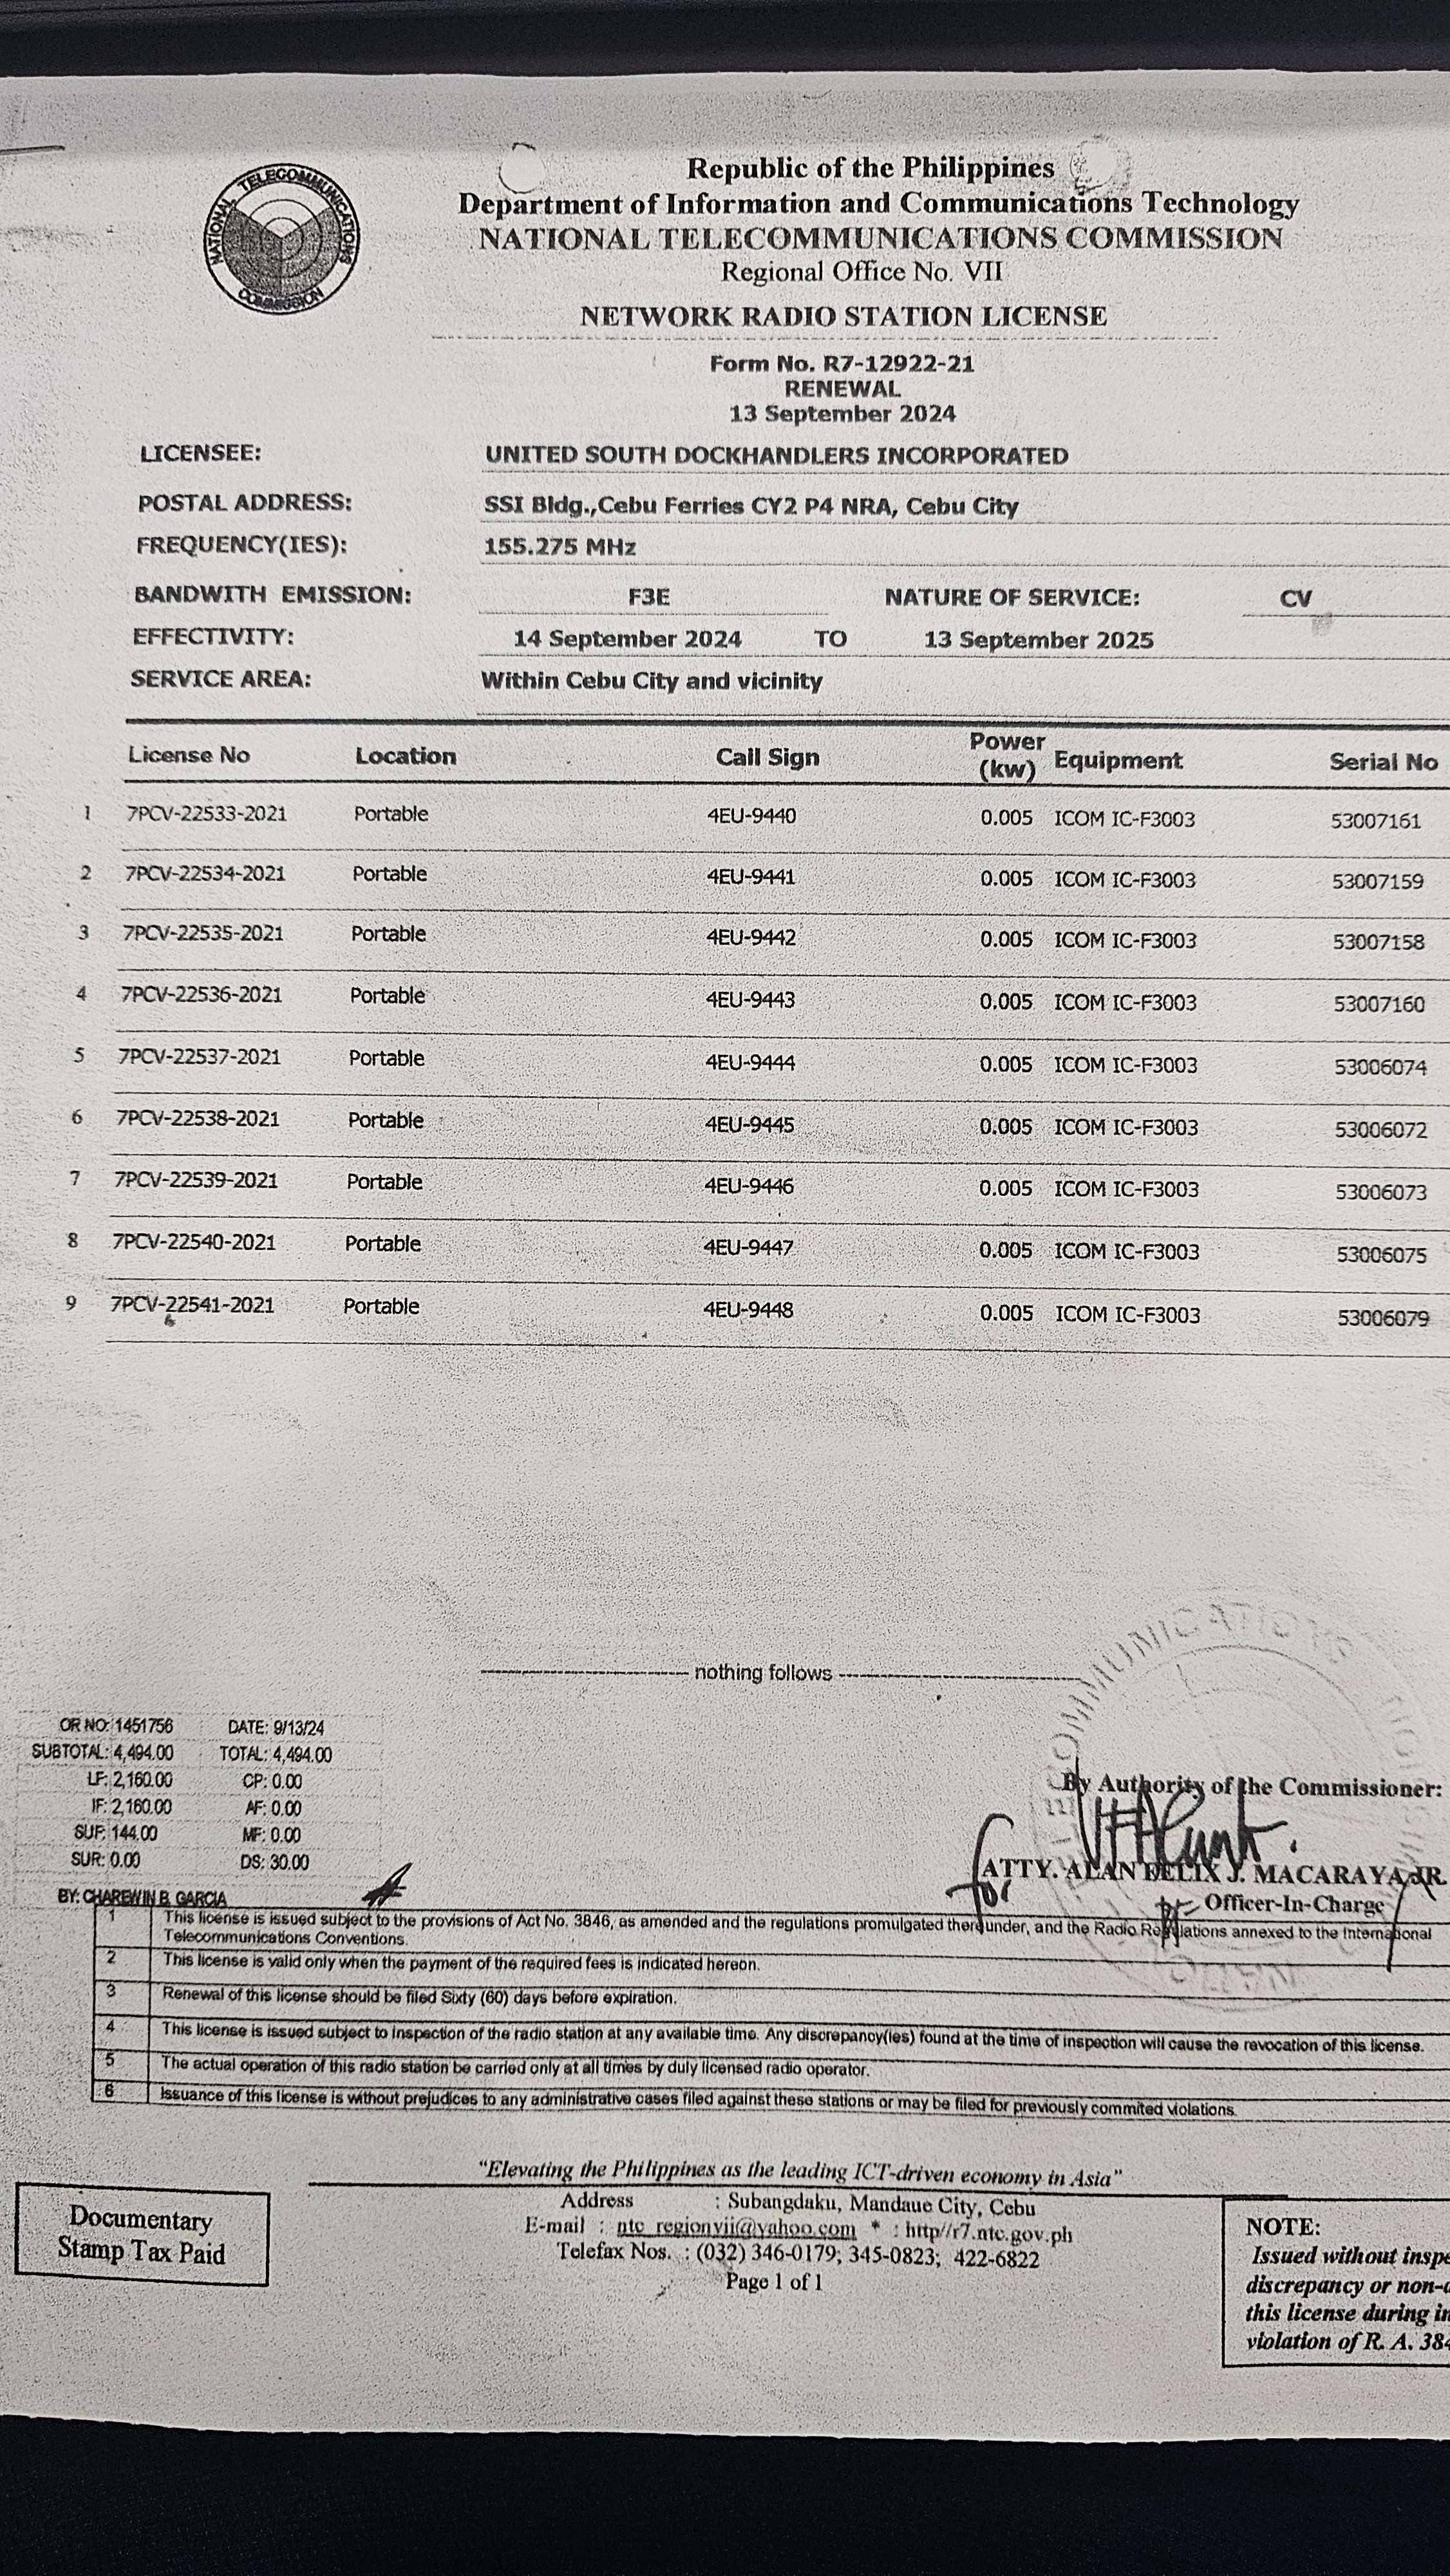 NATIONAL TELECOMMUNICATIONS COMMISSION
Republic of the Philippines
Department of Information and Communications Technology
NATIONAL TELECOMMUNICATIONS COMMISSION
Regional Office No. VII
NETWORK RADIO STATION LICENSE
Form No. R7-12922-21
RENEWAL
13 September 2024
LICENSEE: UNITED SOUTH DOCKHANDLERS INCORPORATED
POSTAL ADDRESS: SSI Bldg.,Cebu Ferries CY2 P4 NRA, Cebu City
FREQUENCY(IES): 155.275 MHz
BANDWITH EMISSION: F3E NATURE OF SERVICE: CV
EFFECTIVITY: 14 September 2024 TO 13 September 2025
SERVICE AREA: Within Cebu City and vicinity
License No Location Call Sign Power (kw) Equipment Serial No
1 7PCV-22533-2021 Portable 4EU-9440 0.005 ICOM IC-F3003 53007161
2 7PCV-22534-2021 Portable 4EU-9441 0.005 ICOM IC-F3003 53007159
3 7PCV-22535-2021 Portable 4EU-9442 0.005 ICOM IC-F3003 53007158
4 7PCV-22536-2021 Portable 4EU-9443 0.005 ICOM IC-F3003 53007160
5 7PCV-22537-2021 Portable 4EU-9444 0.005 ICOM IC-F3003 53006074
6 7PCV-22538-2021 Portable 4EU-9445 0.005 ICOM IC-F3003 53006072
7 7PCV-22539-2021 Portable 4EU-9446 0.005 ICOM IC-F3003 53006073
8 7PCV-22540-2021 Portable 4EU-9447 0.005 ICOM IC-F3003 53006075
9 7PCV-22541-2021 Portable 4EU-9448 0.005 ICOM IC-F3003 53006079
nothing follows
OR NO: 1451756 DATE: 9/13/24
SUBTOTAL: 4,494.00 TOTAL: 4,494.00
LF: 2,160.00 CP: 0.00
IF: 2,160.00 AF: 0.00
SUF: 144.00 MF: 0.00
SUR: 0.00 DS: 30.00
BY: CHAREWIN B. GARCIA
By Authority of the Commissioner:
for ATTY. ALAN FELIX J. MACARAYA, JR.
Officer-In-Charge
1 This license is issued subject to the provisions of Act No. 3846, as amended and the regulations promulgated thereunder, and the Radio Regulations annexed to the International
Telecommunications Conventions.
2 This license is valid only when the payment of the required fees is indicated hereon.
3 Renewal of this license should be filed Sixty (60) days before expiration.
4 This license is issued subject to inspection of the radio station at any available time. Any discrepancy(ies) found at the time of inspection will cause the revocation of this license.
5 The actual operation of this radio station be carried only at all times by duly licensed radio operator.
6 Issuance of this license is without prejudices to any administrative cases filed against these stations or may be filed for previously commited violations.
"Elevating the Philippines as the leading ICT-driven economy in Asia"
Address : Subangdaku, Mandaue City, Cebu
E-mail : ntc_regionvii@yahoo.com * : http//r7.ntc.gov.ph
Telefax Nos. : (032) 346-0179; 345-0823; 422-6822
Page 1 of 1
Documentary
Stamp Tax Paid
NOTE:
Issued without
discrepancy or
this license during
violation of R. A.